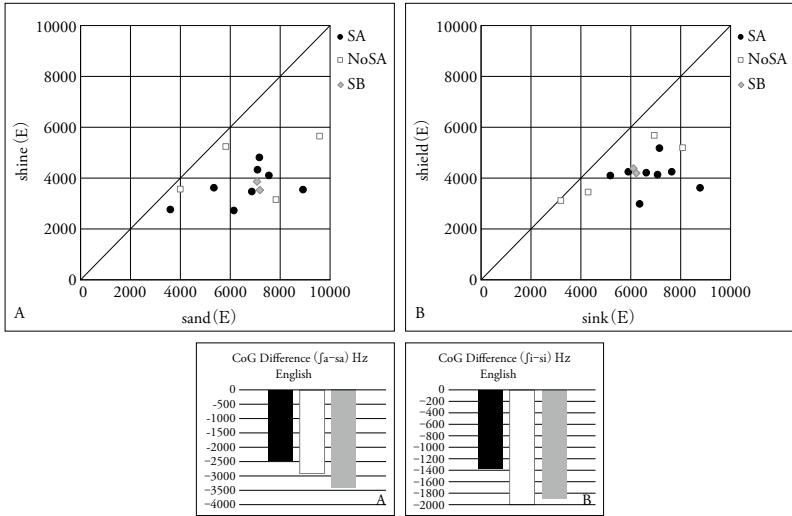 10000
8000
6000
4000
2000
0
shine (E)
0 2000 4000 6000 8000 10000
sand (E)
A
SA
NoSA
SB
10000
8000
6000
4000
2000
0
shield (E)
0 2000 4000 6000 8000 10000
sink (E)
B
SA
NoSA
SB
CoG Difference (ʃa−sa) Hz
English
0
-500
-1000
-1500
-2000
−2500
−3000
−3500
−4000
A
CoG Difference (ʃi−si) Hz
English
0
−200
−400
−600
−800
−1000
−1200
−1400
−1600
−1800
−2000
B